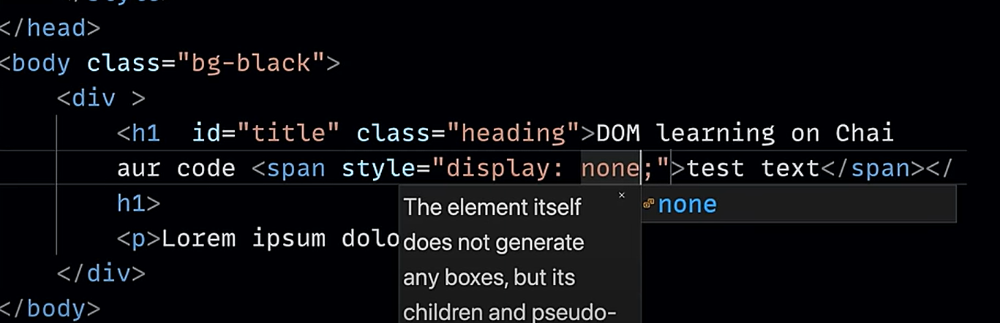 </head>
<body class="bg-black">
<div >
<h1  id="title" class="heading">DOM learning on Chai
aur code <span style="display: none;">test text</span></
h1>
<p>Lorem ipsum dolo
</div>
</body>
The element itself
does not generate
any boxes, but its
children and pseudo-
×
none